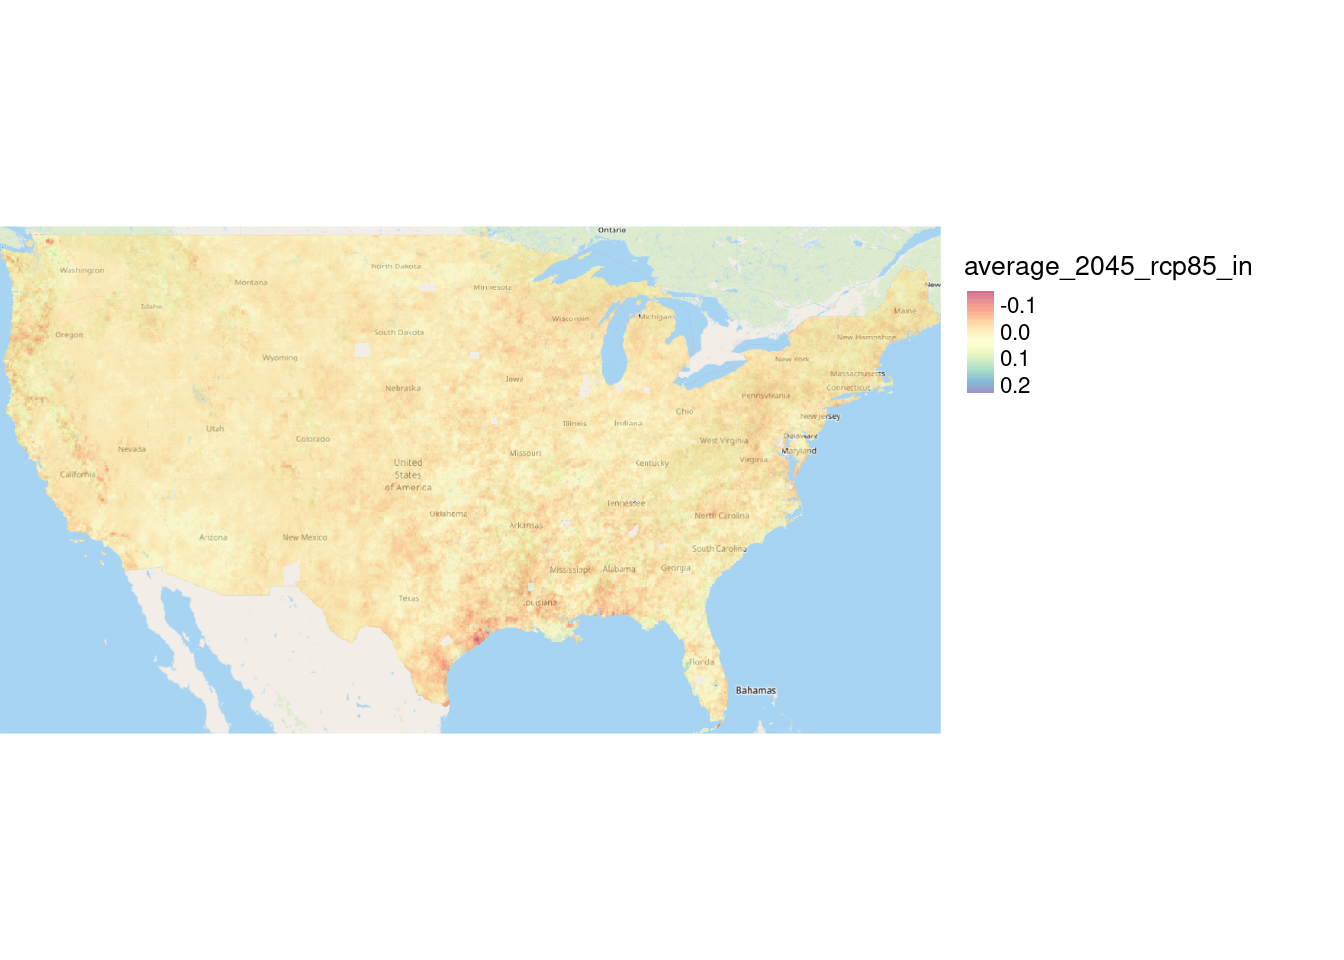 Ontario
average_2045_rcp85_in
-0.1
0.0
0.1
0.2
Washington
North Dakota
Montana
Minnesota
New
Idaho
Maine
Oregon
South Dakota
Wisconsin
Michigan
New Hampshire
Wyoming
New York
Massachusetts
Iowa
Nebraska
Connecticut
Pennsylvania
Ohio
New Jersey
Utah
Colorado
Illinois
Indiana
Nevada
West Virginia
Delaware
Maryland
Missouri
Kentucky
Virginia
United
States
of America
California
Tennessee
Oklahoma
North Carolina
Arkansas
Arizona
New Mexico
South Carolina
Mississippi
Alabama
Georgia
Texas
Louisiana
Florida
Bahamas